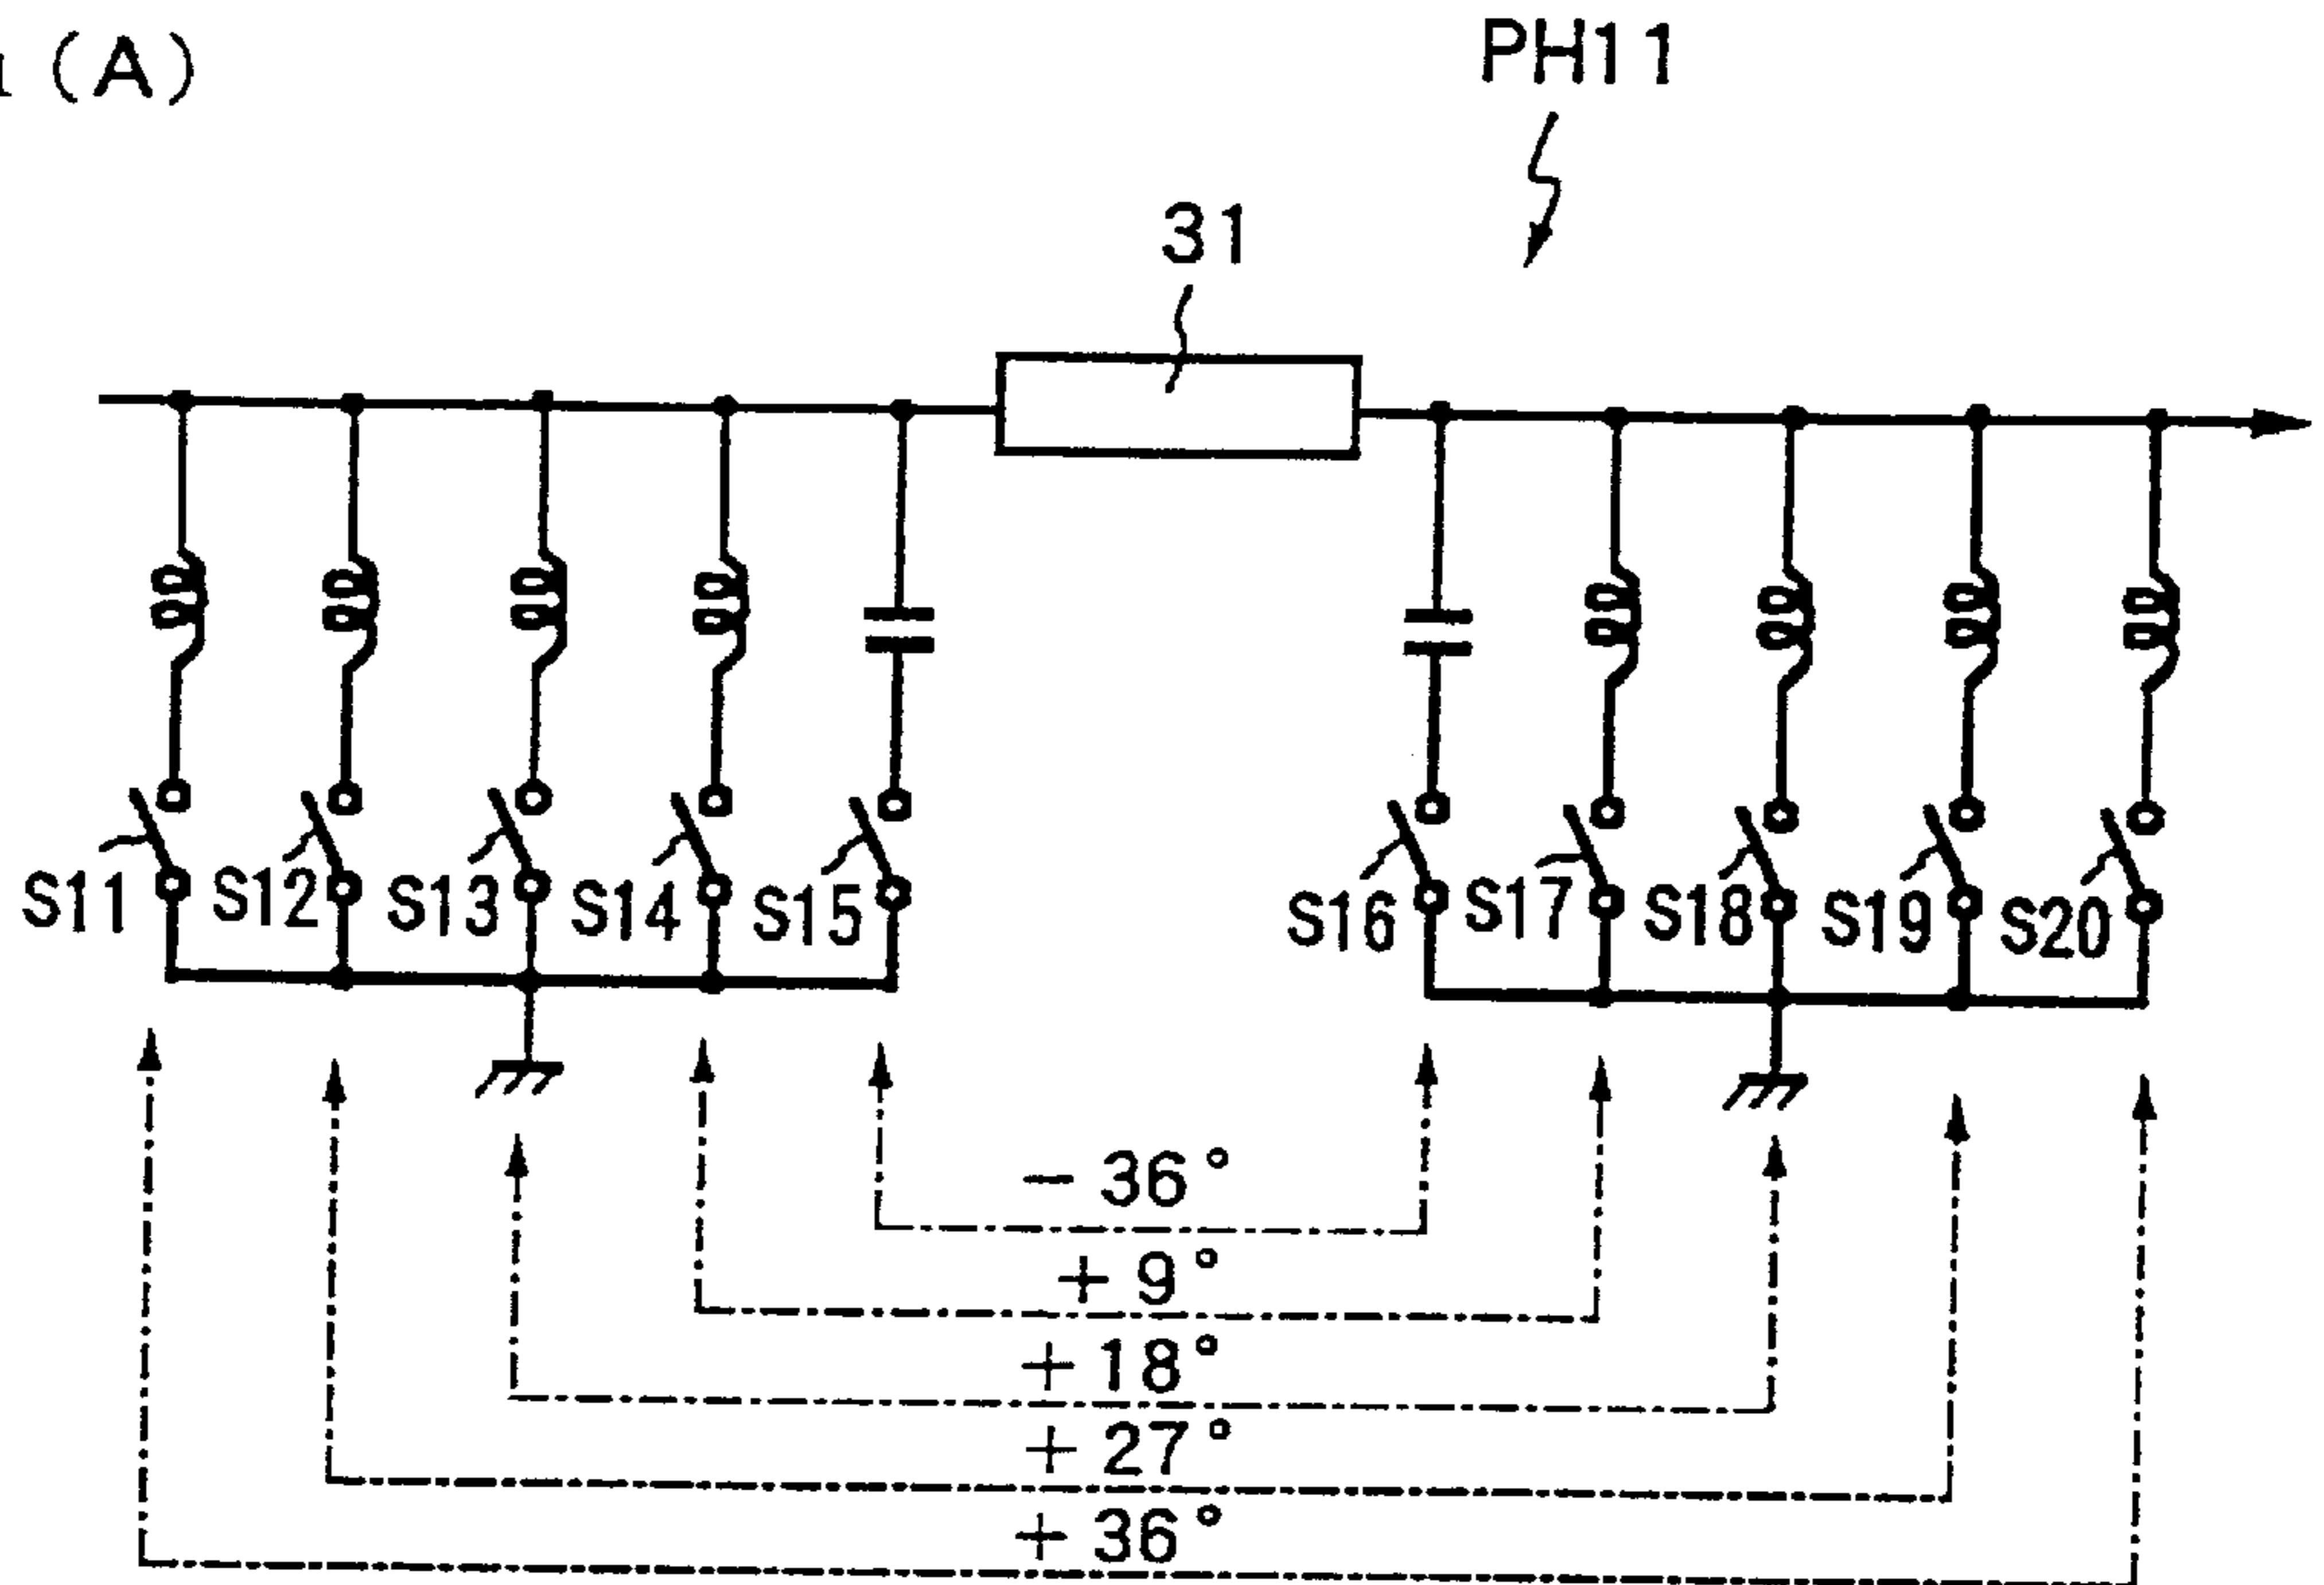 (A)
PH11
31
S11 S12 S13 S14 S15 S16 S17 S18 S19 S20
− 36°
+ 9°
+ 18°
+ 27°
+ 36°